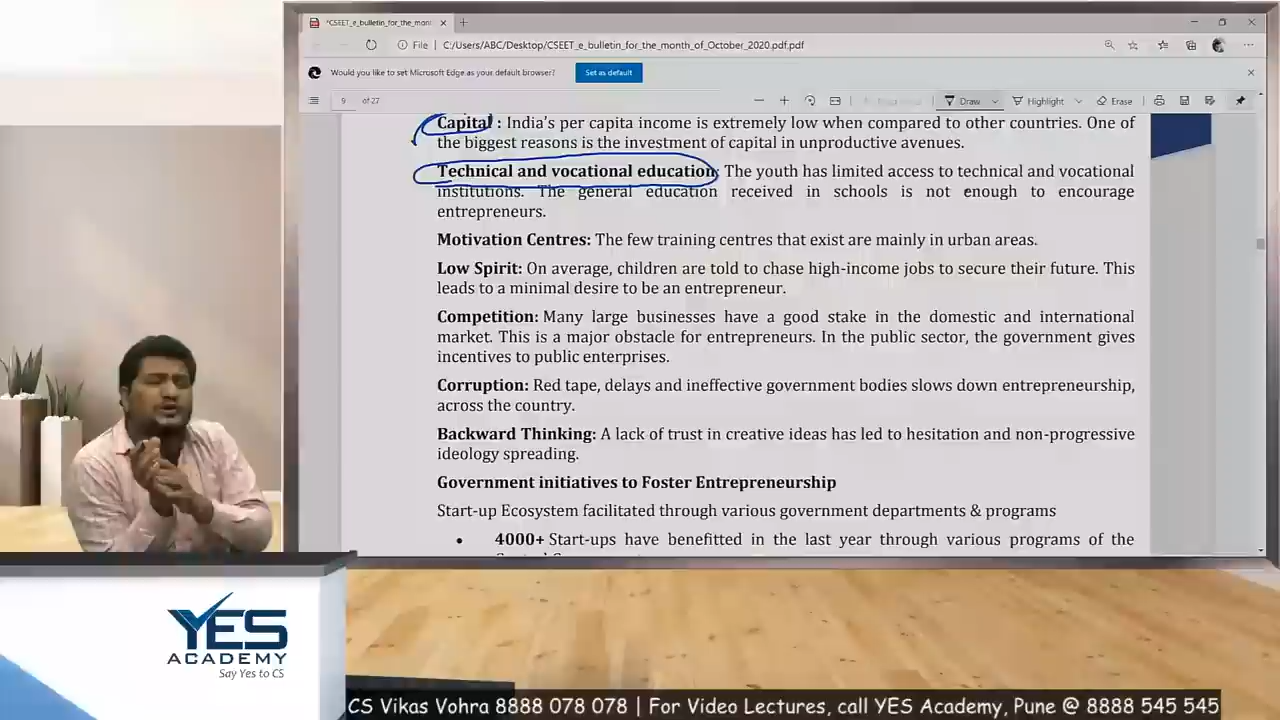 *CSEET_e_bulletin_for_the_mont
File C:/Users/ABC/Desktop/CSEET_e_bulletin_for_the_month_of_October_2020.pdf.pdf
Would you like to set Microsoft Edge as your default browser? Set as default
9 of 27 Draw Highlight Erase
Capital : India's per capita income is extremely low when compared to other countries. One of
the biggest reasons is the investment of capital in unproductive avenues.
Technical and vocational education: The youth has limited access to technical and vocational
institutions. The general education received in schools is not enough to encourage
entrepreneurs.
Motivation Centres: The few training centres that exist are mainly in urban areas.
Low Spirit: On average, children are told to chase high-income jobs to secure their future. This
leads to a minimal desire to be an entrepreneur.
Competition: Many large businesses have a good stake in the domestic and international
market. This is a major obstacle for entrepreneurs. In the public sector, the government gives
incentives to public enterprises.
Corruption: Red tape, delays and ineffective government bodies slows down entrepreneurship,
across the country.
Backward Thinking: A lack of trust in creative ideas has led to hesitation and non-progressive
ideology spreading.
Government initiatives to Foster Entrepreneurship
Start-up Ecosystem facilitated through various government departments & programs
• 4000+ Start-ups have benefitted in the last year through various programs of the
YES
ACADEMY
Say Yes to CS
CS Vikas Vohra 8888 078 078 | For Video Lectures, call YES Academy, Pune @ 8888 545 545